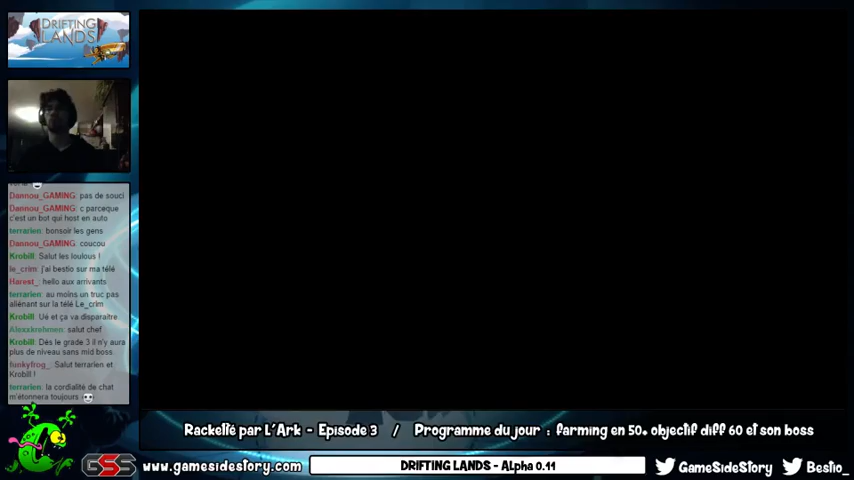 DRIFTING
LANDS
Dannou_GAMING: pas de souci
Dannou_GAMING: c parceque
c'est un bot qui host en auto
terrarien: bonsoir les gens
Dannou_GAMING: coucou
Krobill: Salut les loulous !
le_crim: j'ai bestio sur ma télé
Harest_: hello aux arrivants
terrarien: au moins un truc pas
aliénant sur la télé Le_crim
Krobill: Ué et ça va disparaitre
Alexxkrehmen: salut chef
Krobill: Dès le grade 3 il n'y aura
plus de niveau sans mid boss.
funkyfrog_: Salut terrarien et
Krobill !
terrarien: la cordialité de chat
m'étonnera toujours
Racketté par L'Ark - Episode 3 / Programme du jour : farming en 50+ objectif diff 60 et son boss
GSS www.gamesidestory.com DRIFTING LANDS - Alpha 0.11 GameSideStory Bestio_